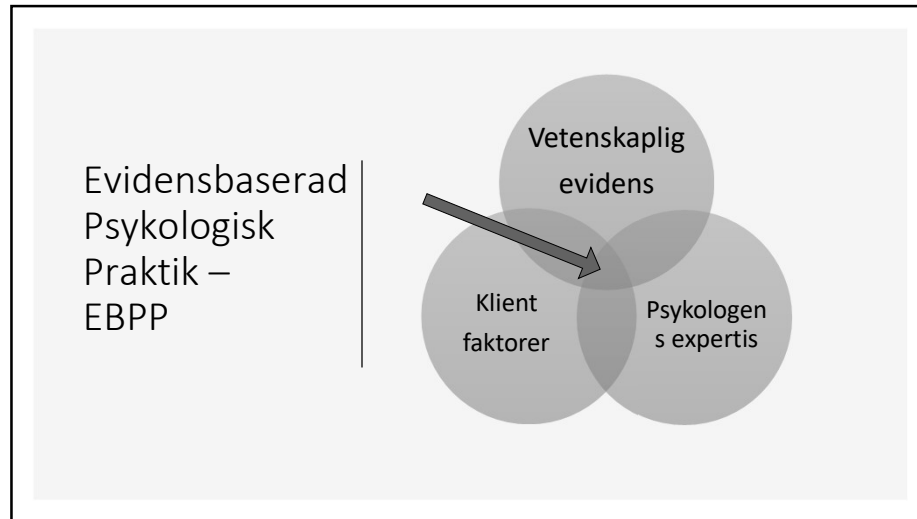 Evidensbaserad
Psykologisk
Praktik –
EBPP
Vetenskaplig
evidens
Klient
faktorer
Psykologen
s expertis